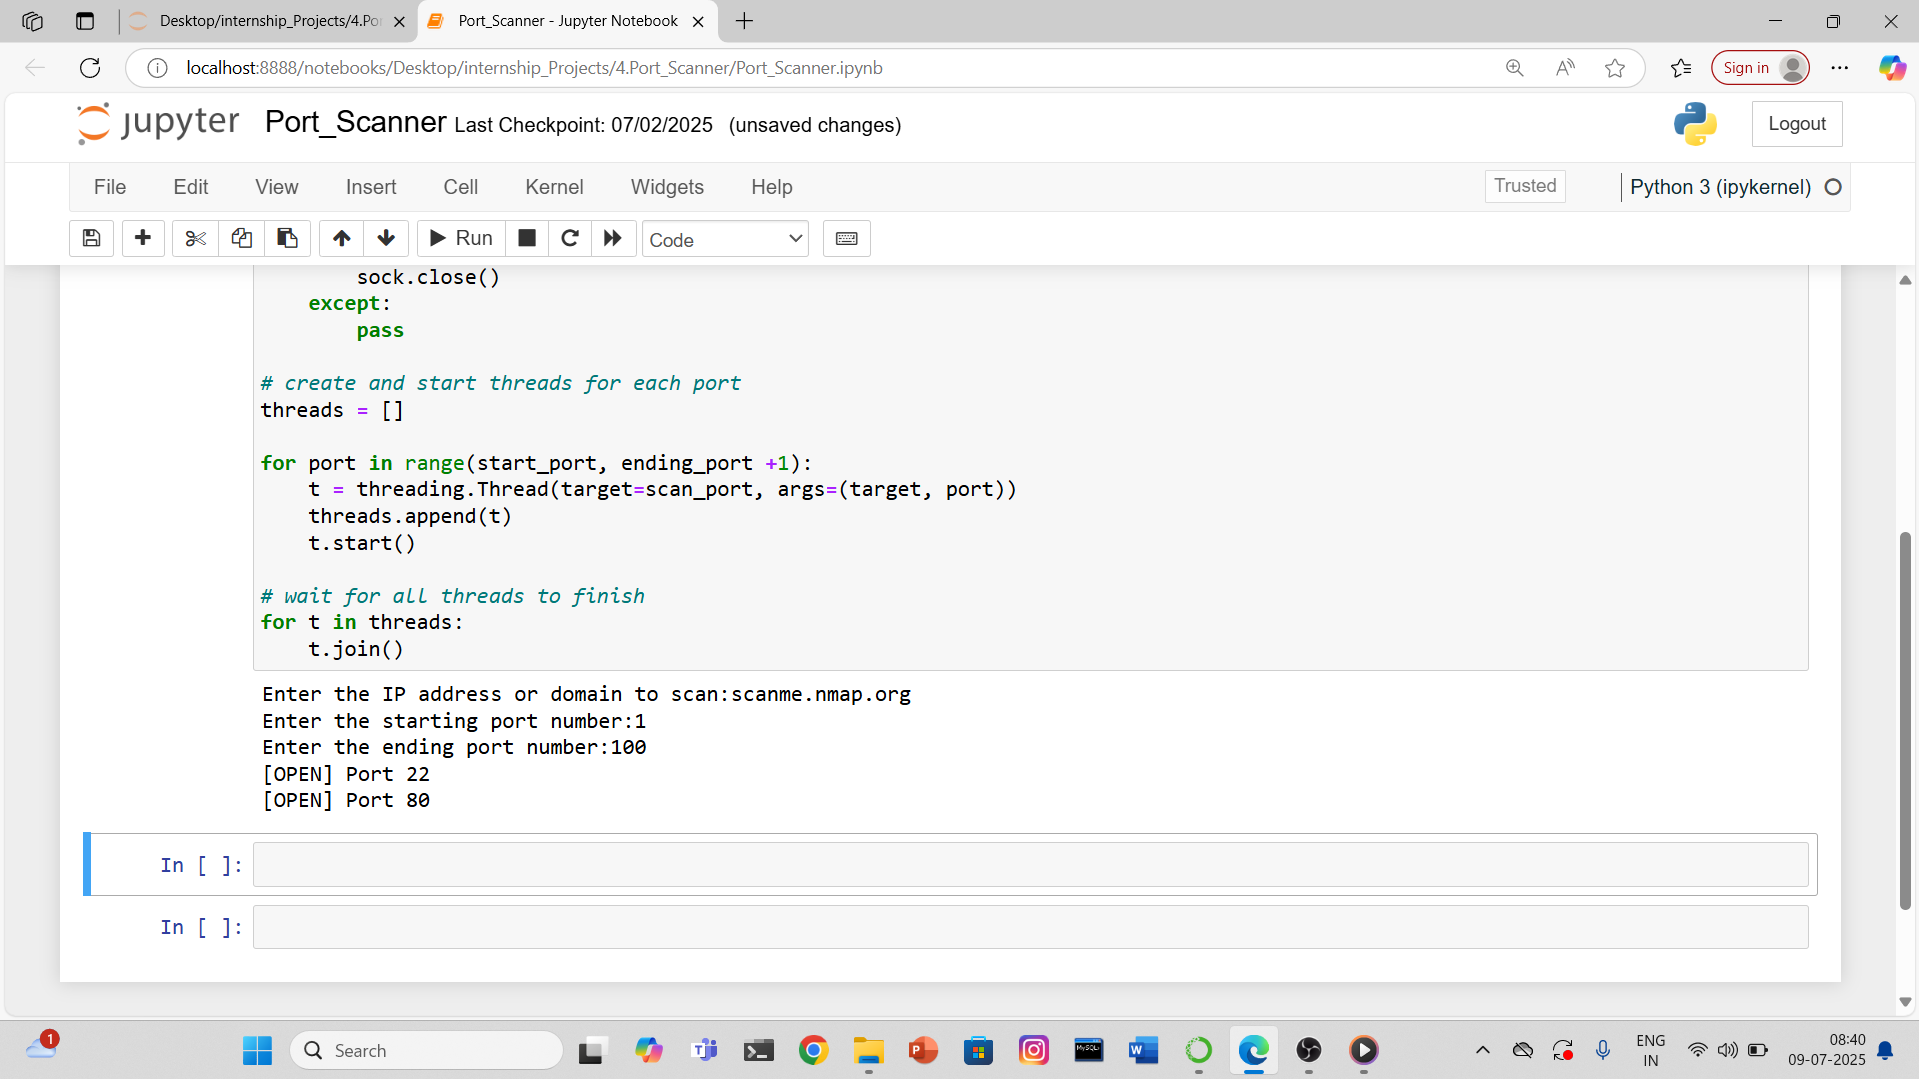 Desktop/internship_Projects/4.Po
Port_Scanner - Jupyter Notebook
localhost:8888/notebooks/Desktop/internship_Projects/4.Port_Scanner/Port_Scanner.ipynb
Sign in
jupyter Port_Scanner Last Checkpoint: 07/02/2025 (unsaved changes)
Logout
File Edit View Insert Cell Kernel Widgets Help
Trusted
Python 3 (ipykernel)
Run
Code
        sock.close()
    except:
        pass
# create and start threads for each port
threads = []
for port in range(start_port, ending_port +1):
    t = threading.Thread(target=scan_port, args=(target, port))
    threads.append(t)
    t.start()
# wait for all threads to finish
for t in threads:
    t.join()
Enter the IP address or domain to scan:scanme.nmap.org
Enter the starting port number:1
Enter the ending port number:100
[OPEN] Port 22
[OPEN] Port 80
In [ ]:
In [ ]:
1
Search
MySQL
ENG
IN
08:40
09-07-2025